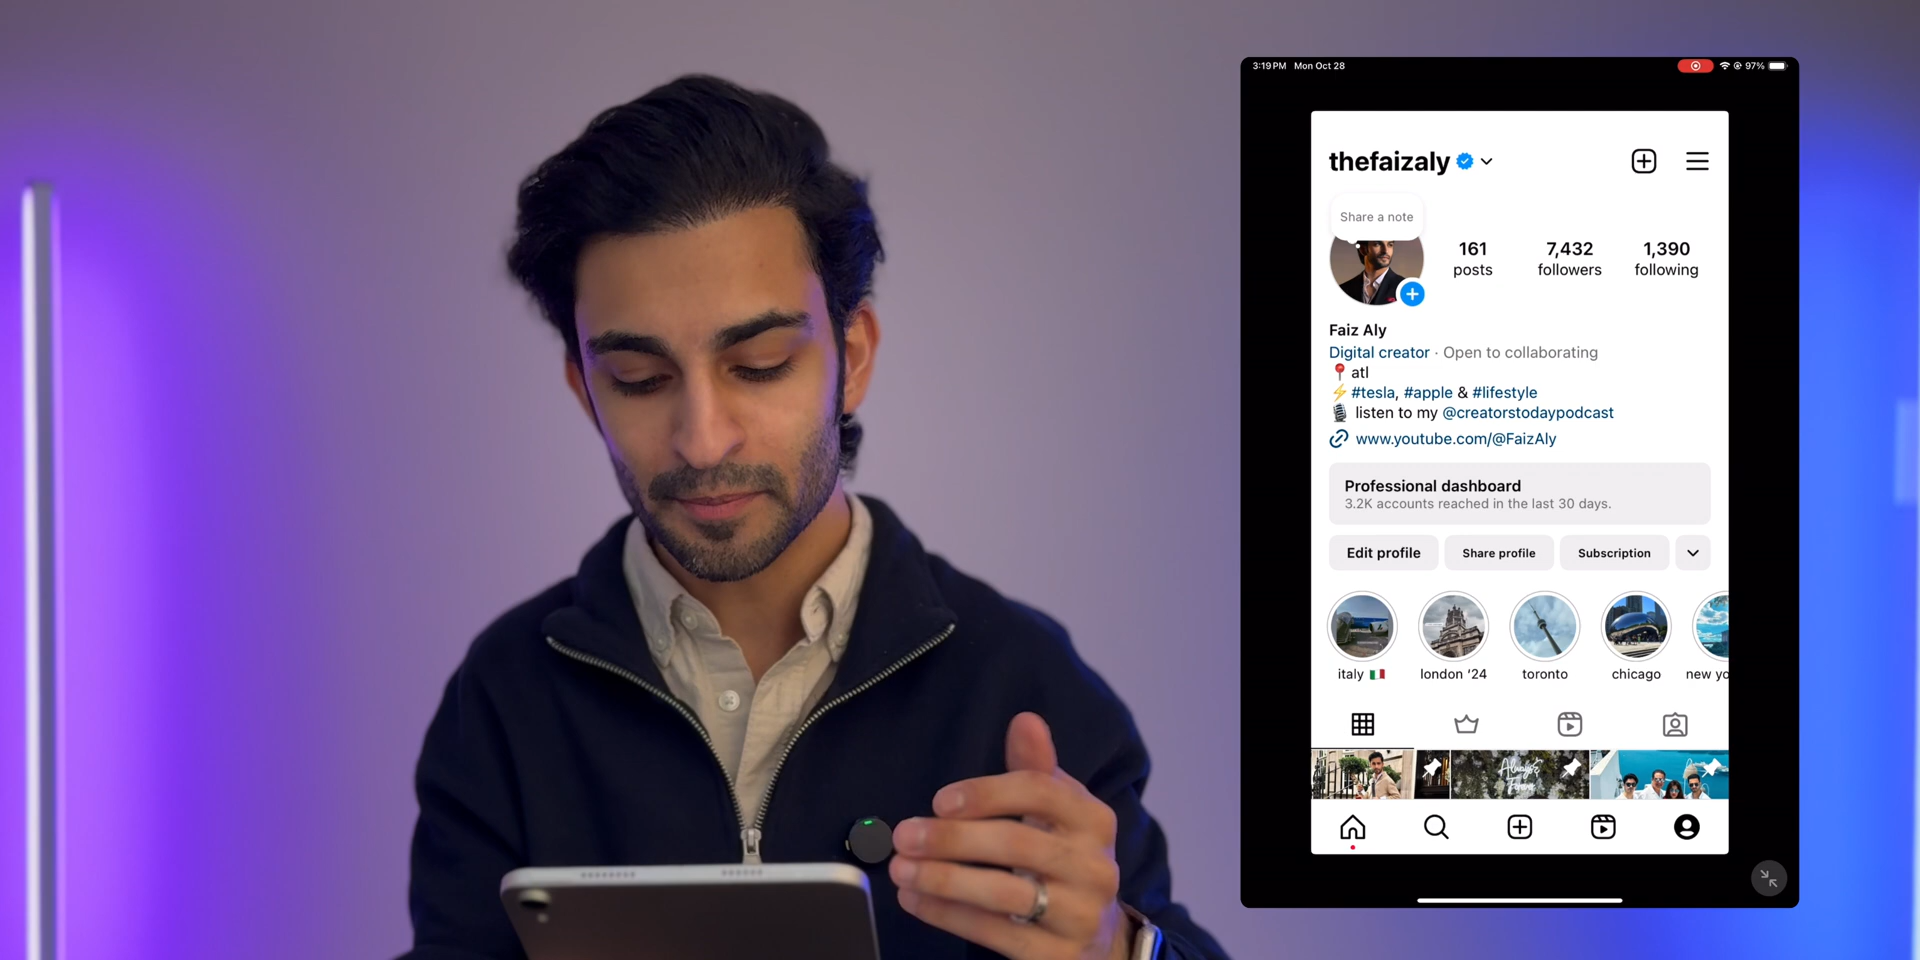 3:19 PM Mon Oct 28
97%
thefaizaly
Share a note
161
posts
7,432
followers
1,390
following
Faiz Aly
Digital creator · Open to collaborating
📍 atl
⚡ #tesla, #apple & #lifestyle
🎙️ listen to my @creatorstodaypodcast
www.youtube.com/@FaizAly
Professional dashboard
3.2K accounts reached in the last 30 days.
Edit profile
Share profile
Subscription
italy 🇮🇹
london '24
toronto
chicago
new yo
Always
Forever